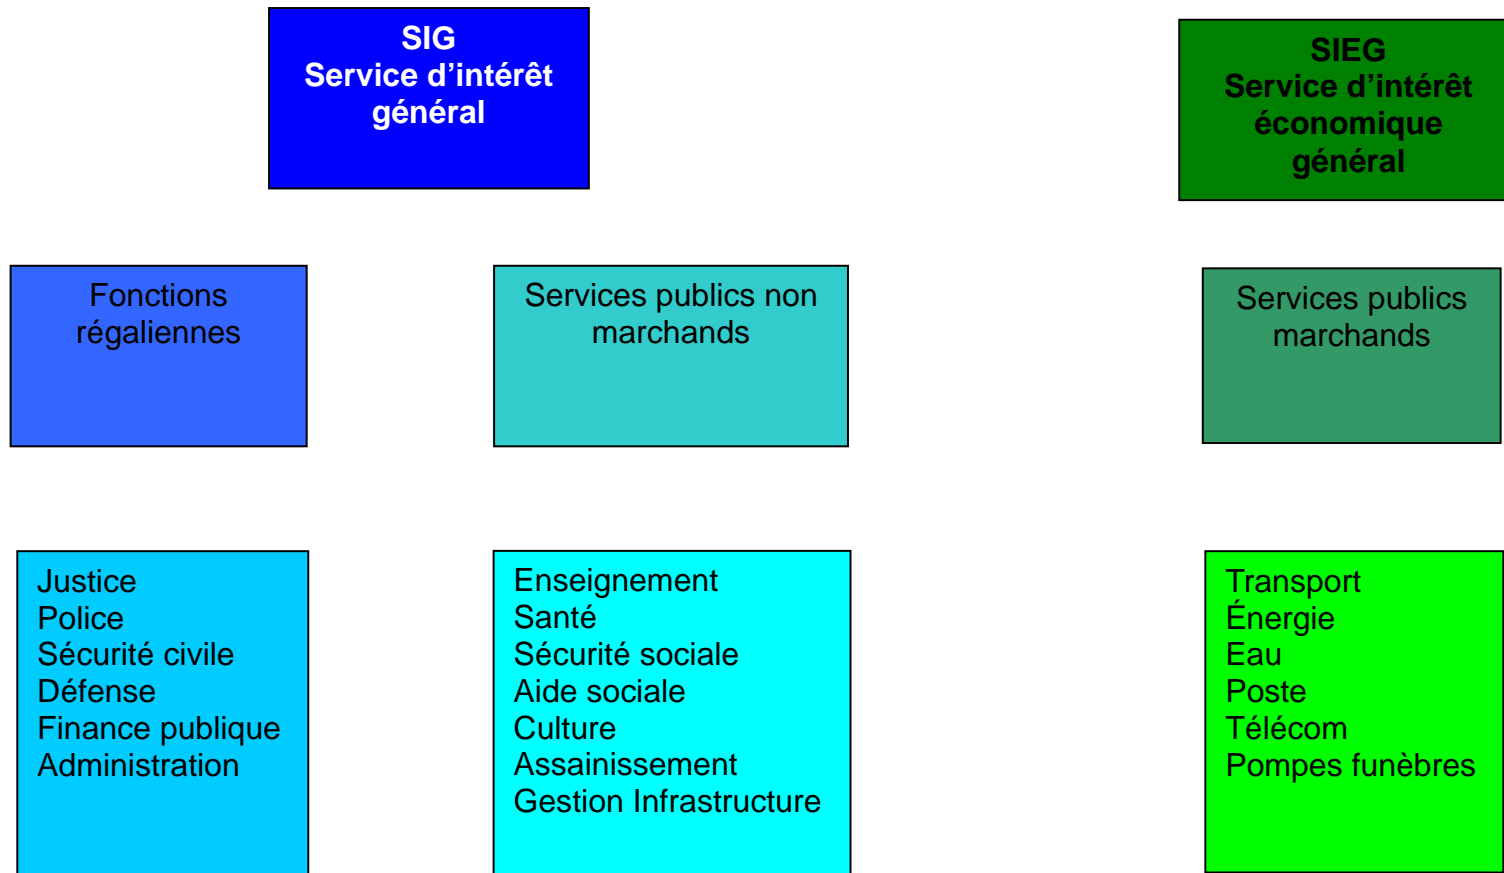 SIG
Service d'intérêt
général
SIEG
Service d'intérêt
économique
général
Fonctions
régaliennes
Services publics non
marchands
Services publics
marchands
Justice
Police
Sécurité civile
Défense
Finance publique
Administration
Enseignement
Santé
Sécurité sociale
Aide sociale
Culture
Assainissement
Gestion Infrastructure
Transport
Énergie
Eau
Poste
Télécom
Pompes funèbres